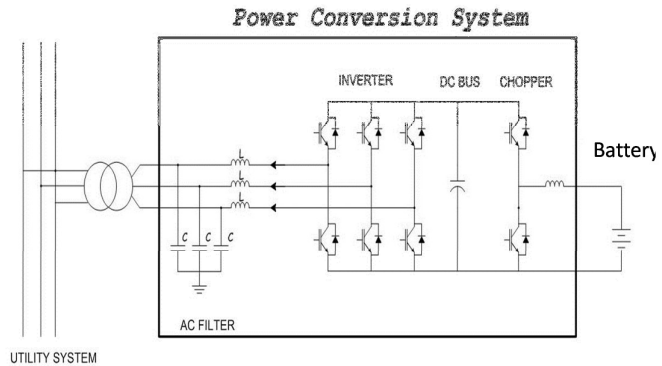 Power Conversion System
INVERTER DC BUS CHOPPER
Battery
L
L
L
C C C
AC FILTER
UTILITY SYSTEM